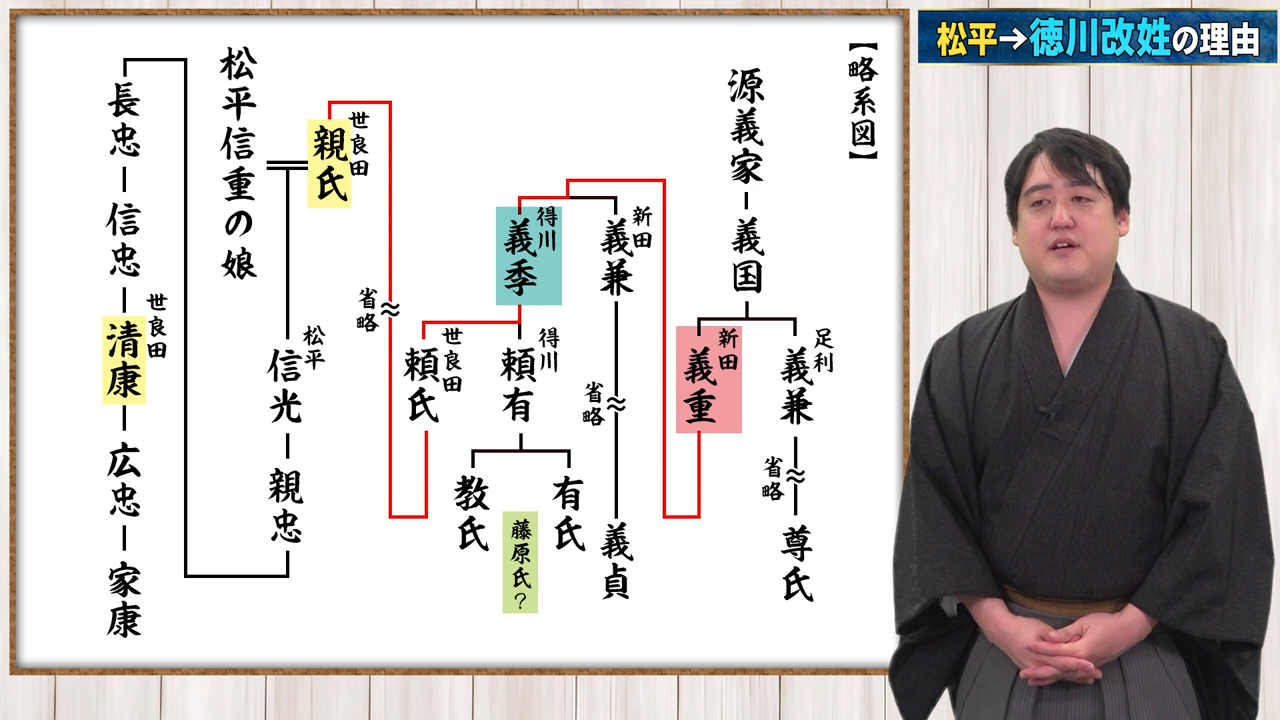 松平→徳川改姓の理由
【略系図】
源義家
義国
足利
義兼
省略
尊氏
新田
義重
新田
義兼
省略
義貞
得川
義季
得川
頼有
有氏
教氏
藤原氏?
世良田
頼氏
省略
世良田
親氏
松平信重の娘
松平
信光
親忠
長忠
信忠
世良田
清康
広忠
家康